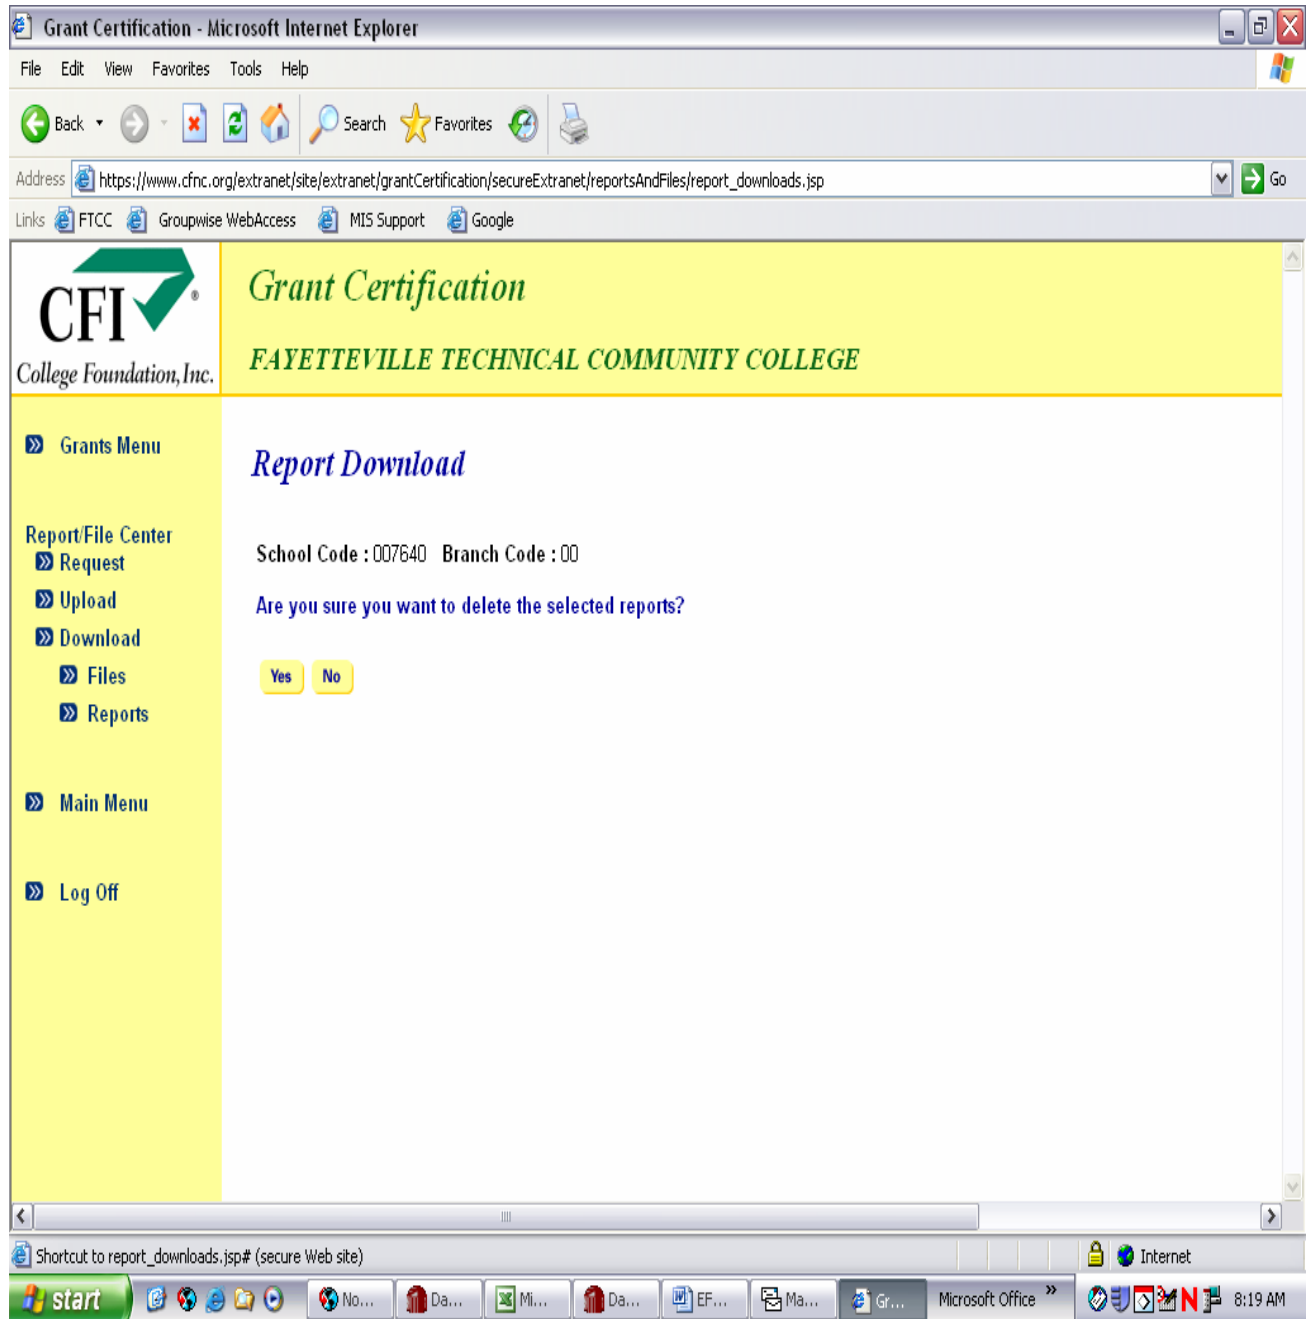 Grant Certification - Microsoft Internet Explorer
File Edit View Favorites Tools Help
Back Search Favorites
Address https://www.cfnc.org/extranet/site/extranet/grantCertification/secureExtranet/reportsAndFiles/report_downloads.jsp Go
Links FTCC Groupwise WebAccess MIS Support Google
CFI ®
College Foundation, Inc.
Grant Certification
FAYETTEVILLE TECHNICAL COMMUNITY COLLEGE
Grants Menu
Report/File Center
Request
Upload
Download
Files
Reports
Main Menu
Log Off
Report Download
School Code : 007640 Branch Code : 00
Are you sure you want to delete the selected reports?
Yes No
Shortcut to report_downloads.jsp# (secure Web site) Internet
start No... Da... Mi... Da... EF... Ma... Gr... Microsoft Office » N 8:19 AM